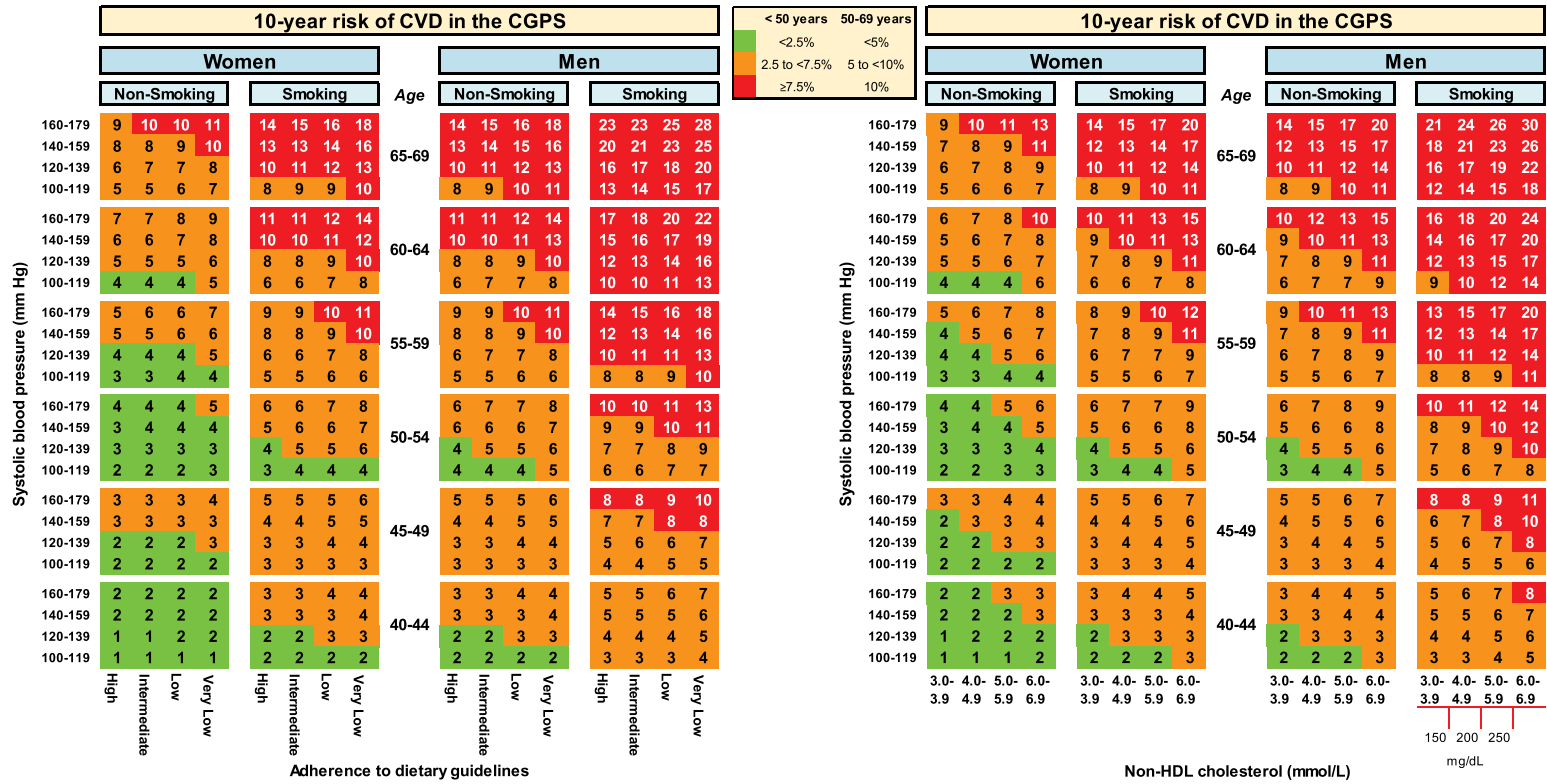 10-year risk of CVD in the CGPS
Women Men
Non-Smoking Smoking Age Non-Smoking Smoking
Systolic blood pressure (mm Hg)
160-179 9 10 10 11 14 15 16 18 14 15 16 18 23 23 25 28
140-159 8 8 9 10 13 13 14 16 13 14 15 16 20 21 23 25
65-69
120-139 6 7 7 8 10 11 12 13 10 11 12 13 16 17 18 20
100-119 5 5 6 7 8 9 9 10 8 9 10 11 13 14 15 17
160-179 7 7 8 9 11 11 12 14 11 11 12 14 17 18 20 22
140-159 6 6 7 8 10 10 11 12 10 10 11 13 15 16 17 19
60-64
120-139 5 5 5 6 8 8 9 10 8 8 9 10 12 13 14 16
100-119 4 4 4 5 6 6 7 8 6 7 7 8 10 10 11 13
160-179 5 6 6 7 9 9 10 11 9 9 10 11 14 15 16 18
140-159 5 5 6 6 8 8 9 10 8 8 9 10 12 13 14 16
55-59
120-139 4 4 4 5 6 6 7 8 6 7 7 8 10 11 11 13
100-119 3 3 4 4 5 5 6 6 5 5 6 6 8 8 9 10
160-179 4 4 4 5 6 6 7 8 6 7 7 8 10 10 11 13
140-159 3 4 4 4 5 6 6 7 6 6 6 7 9 9 10 11
50-54
120-139 3 3 3 3 4 5 5 6 4 5 5 6 7 7 8 9
100-119 2 2 2 3 3 4 4 4 4 4 4 5 6 6 7 7
160-179 3 3 3 4 5 5 5 6 5 5 5 6 8 8 9 10
140-159 3 3 3 3 4 4 5 5 4 4 5 5 7 7 8 8
45-49
120-139 2 2 2 3 3 3 4 4 3 3 4 4 5 6 6 7
100-119 2 2 2 2 3 3 3 3 3 3 3 3 4 4 5 5
160-179 2 2 2 2 3 3 4 4 3 3 4 4 5 5 6 7
140-159 2 2 2 2 3 3 3 4 3 3 3 4 5 5 5 6
40-44
120-139 1 1 2 2 2 2 3 3 2 2 3 3 4 4 4 5
100-119 1 1 1 1 2 2 2 2 2 2 2 2 3 3 3 4
High Intermediate Low Very Low High Intermediate Low Very Low High Intermediate Low Very Low High Intermediate Low Very Low
Adherence to dietary guidelines
< 50 years 50-69 years
<2.5% <5%
2.5 to <7.5% 5 to <10%
≥7.5% 10%
10-year risk of CVD in the CGPS
Women Men
Non-Smoking Smoking Age Non-Smoking Smoking
Systolic blood pressure (mm Hg)
160-179 9 10 11 13 14 15 17 20 14 15 17 20 21 24 26 30
140-159 7 8 9 11 12 13 14 17 12 13 15 17 18 21 23 26
65-69
120-139 6 7 8 9 10 11 12 14 10 11 12 14 16 17 19 22
100-119 5 6 6 7 8 9 10 11 8 9 10 11 12 14 15 18
160-179 6 7 8 10 10 11 13 15 10 12 13 15 16 18 20 24
140-159 5 6 7 8 9 10 11 13 9 10 11 13 14 16 17 20
60-64
120-139 5 5 6 7 7 8 9 11 7 8 9 11 12 13 15 17
100-119 4 4 4 6 6 6 7 8 6 7 7 9 9 10 12 14
160-179 5 6 7 8 8 9 10 12 9 10 11 13 13 15 17 20
140-159 4 5 6 7 7 8 9 11 7 8 9 11 12 13 14 17
55-59
120-139 4 4 5 6 6 7 7 9 6 7 8 9 10 11 12 14
100-119 3 3 4 4 5 5 6 7 5 5 6 7 8 8 9 11
160-179 4 4 5 6 6 7 7 9 6 7 8 9 10 11 12 14
140-159 3 4 4 5 5 6 6 8 5 6 6 8 8 9 10 12
50-54
120-139 3 3 3 4 4 5 5 6 4 5 5 6 7 8 9 10
100-119 2 2 3 3 3 4 4 5 3 4 4 5 5 6 7 8
160-179 3 3 4 4 5 5 6 7 5 5 6 7 8 8 9 11
140-159 2 3 3 4 4 4 5 6 4 5 5 6 6 7 8 10
45-49
120-139 2 2 3 3 3 4 4 5 3 4 4 5 5 6 7 8
100-119 2 2 2 2 3 3 3 4 3 3 3 4 4 5 5 6
160-179 2 2 3 3 3 4 4 5 3 4 4 5 5 6 7 8
140-159 2 2 2 3 3 3 4 4 3 3 4 4 5 5 6 7
40-44
120-139 1 2 2 2 2 3 3 3 2 3 3 3 4 4 5 6
100-119 1 1 1 2 2 2 2 3 2 2 2 3 3 3 4 5
3.0- 4.0- 5.0- 6.0- 3.0- 4.0- 5.0- 6.0- 3.0- 4.0- 5.0- 6.0- 3.0- 4.0- 5.0- 6.0-
3.9 4.9 5.9 6.9 3.9 4.9 5.9 6.9 3.9 4.9 5.9 6.9 3.9 4.9 5.9 6.9
150 200 250
mg/dL
Non-HDL cholesterol (mmol/L)